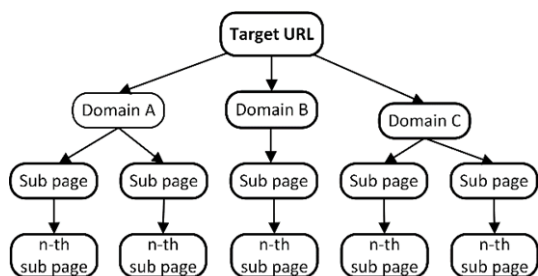 Target URL
Domain A
Domain B
Domain C
Sub page
Sub page
Sub page
Sub page
Sub page
n-th
sub page
n-th
sub page
n-th
sub page
n-th
sub page
n-th
sub page